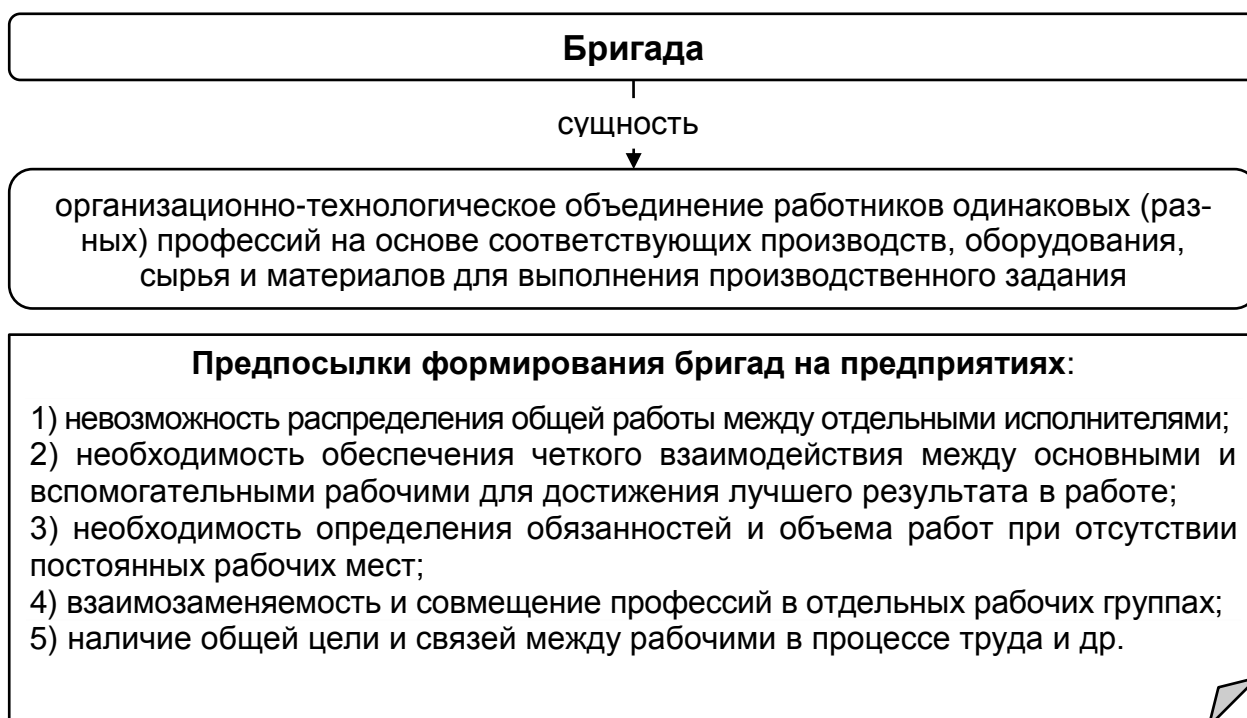 Бригада
сущность
организационно-технологическое объединение работников одинаковых (раз-
ных) профессий на основе соответствующих производств, оборудования,
сырья и материалов для выполнения производственного задания
Предпосылки формирования бригад на предприятиях:
1) невозможность распределения общей работы между отдельными исполнителями;
2) необходимость обеспечения четкого взаимодействия между основными и
вспомогательными рабочими для достижения лучшего результата в работе;
3) необходимость определения обязанностей и объема работ при отсутствии
постоянных рабочих мест;
4) взаимозаменяемость и совмещение профессий в отдельных рабочих группах;
5) наличие общей цели и связей между рабочими в процессе труда и др.